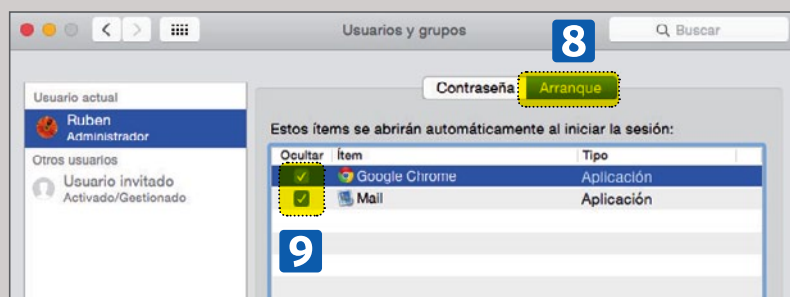 Usuarios y grupos
8
Buscar
Contraseña
Arranque
Usuario actual
Ruben
Administrador
Otros usuarios
Usuario invitado
Activado/Gestionado
Estos ítems se abrirán automáticamente al iniciar la sesión:
Ocultar Ítem Tipo
Google Chrome Aplicación
Mail Aplicación
9